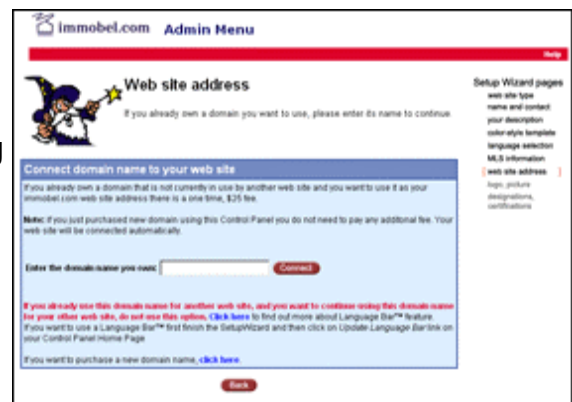 immobel.com Admin Menu
Help
Web site address
If you already own a domain you want to use, please enter its name to continue
Setup Wizard pages
web site type
name and contact
your description
color-style template
language selection
MLS information
[ web site address ]
logo, picture
designations,
certifications
Connect domain name to your web site
If you already own a domain that is not currently in use by another web site and you want to use it as your
immobel.com web site address there is a one time, $25 fee.
Note: If you just purchased new domain using this Control Panel you do not need to pay any additional fee. Your
web site will be connected automatically.
Enter the domain name you own: Connect
If you already use this domain name for another web site, and you want to continue using this domain name
for your other web site, do not use this option, Click here to find out more about Language Bar™ feature.
If you want to use a Language Bar™ first finish the SetupWizard and then click on Update Language Bar link on
your Control Panel Home Page
If you want to purchase a new domain name, click here.
Back